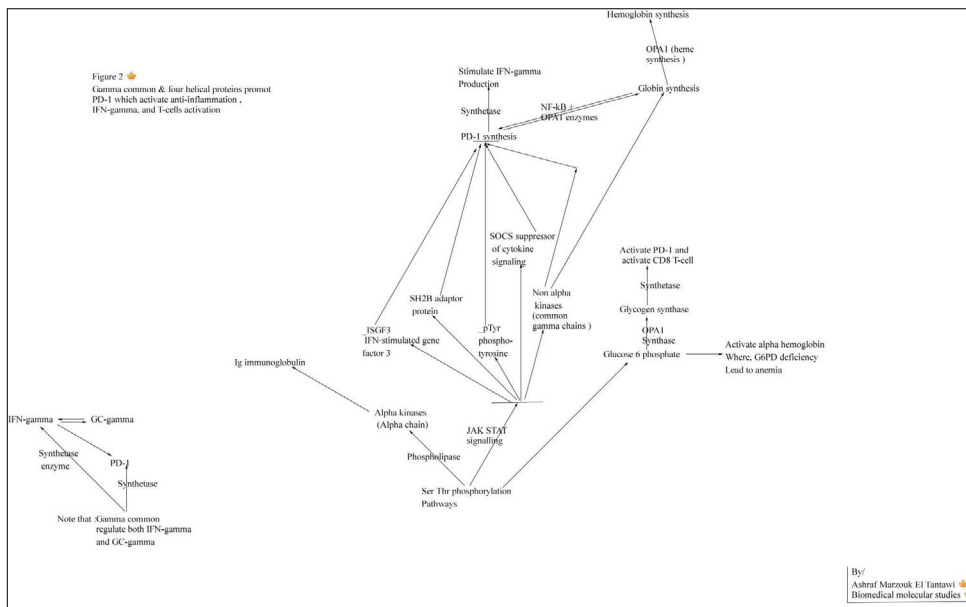 Hemoglobin synthesis
OPA1 (heme
synthesis )
Figure 2
Gamma common & four helical proteins promot
PD-1 which activate anti-inflammation ,
IFN-gamma, and T-cells activation
Stimulate IFN-gamma
Production
Globin synthesis
Synthetase
NF-kB +
OPA1 enzymes
PD-1 synthesis
SOCS suppressor
of cytokine
signaling
Activate PD-1 and
activate CD8 T-cell
Synthetase
SH2B adaptor
protein
Non alpha
kinases
(common
gamma chains )
Glycogen synthase
_ISGF3
IFN-stimulated gene
factor 3
_pTyr
phospho-
tyrosine
OPA1
Synthase
Glucose 6 phosphate
Activate alpha hemoglobin
Where, G6PD deficiency
Lead to anemia
Ig immunoglobulin
Alpha kinases
(Alpha chain)
JAK STAT
signalling
Phospholipase
Ser Thr phosphorylation
Pathways
IFN-gamma
GC-gamma
Synthetase
enzyme
PD-1
Synthetase
Note that :Gamma common
regulate both IFN-gamma
and GC-gamma
By/
Ashraf Marzouk El Tantawi
Biomedical molecular studies